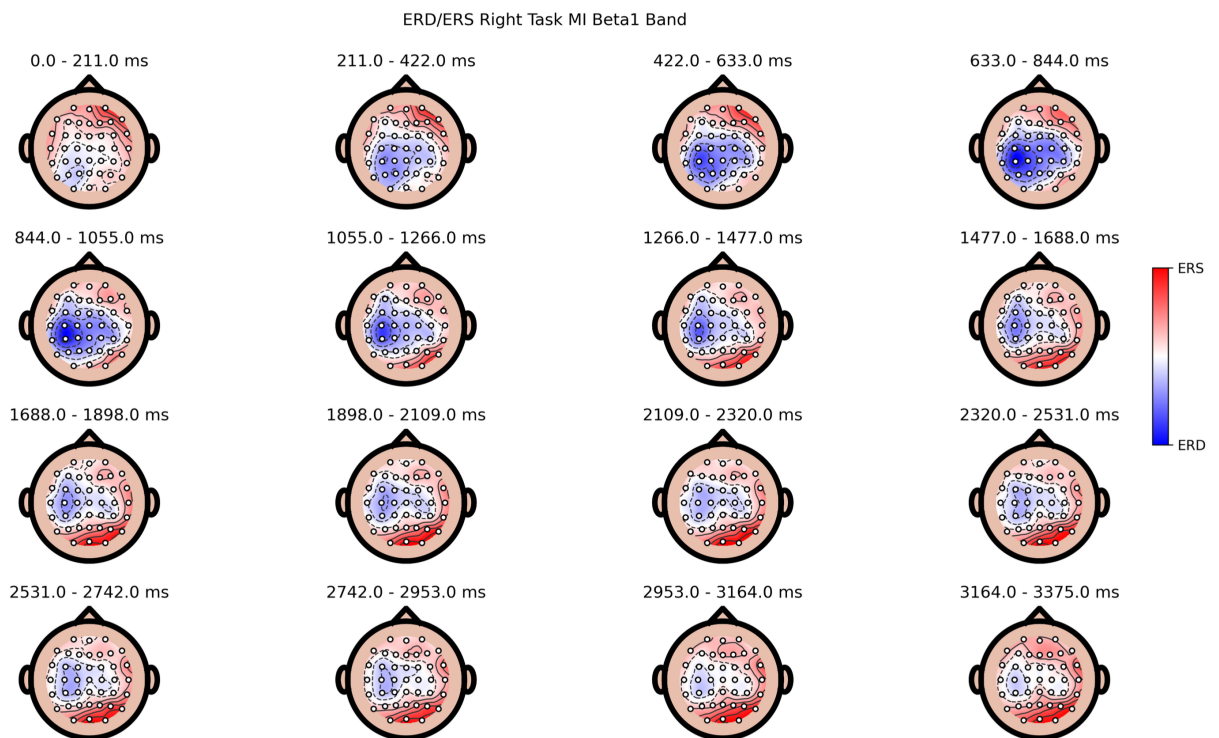 ERD/ERS Right Task MI Beta1 Band
0.0 - 211.0 ms
211.0 - 422.0 ms
422.0 - 633.0 ms
633.0 - 844.0 ms
844.0 - 1055.0 ms
1055.0 - 1266.0 ms
1266.0 - 1477.0 ms
1477.0 - 1688.0 ms
ERS
ERD
1688.0 - 1898.0 ms
1898.0 - 2109.0 ms
2109.0 - 2320.0 ms
2320.0 - 2531.0 ms
2531.0 - 2742.0 ms
2742.0 - 2953.0 ms
2953.0 - 3164.0 ms
3164.0 - 3375.0 ms